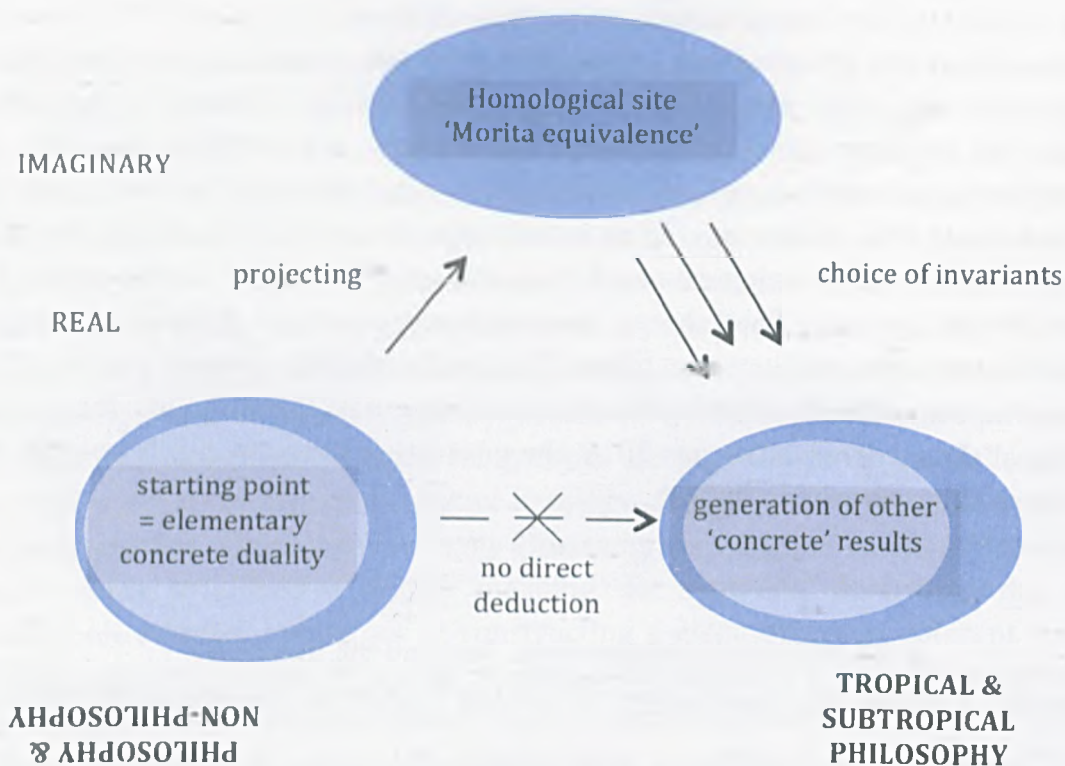 Homological site
'Morita equivalence'
IMAGINARY
projecting
choice of invariants
REAL
starting point
= elementary
concrete duality
no direct
deduction
generation of other
'concrete' results
PHILOSOPHY &
NON-PHILOSOPHY
TROPICAL &
SUBTROPICAL
PHILOSOPHY